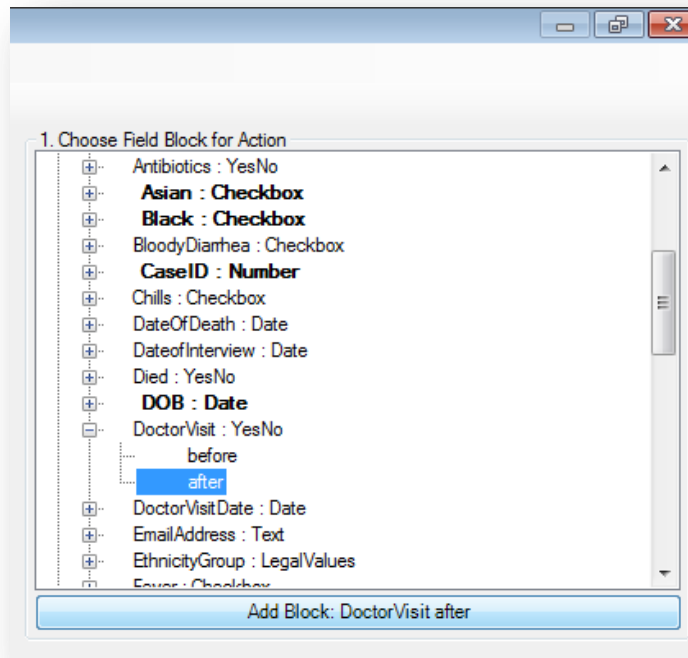 1. Choose Field Block for Action
Antibiotics : YesNo
Asian : Checkbox
Black : Checkbox
BloodyDiarrhea : Checkbox
CaseID : Number
Chills : Checkbox
DateOfDeath : Date
DateofInterview : Date
Died : YesNo
DOB : Date
DoctorVisit : YesNo
before
after
DoctorVisitDate : Date
EmailAddress : Text
EthnicityGroup : LegalValues
Fever : Checkbox
Add Block: DoctorVisit after